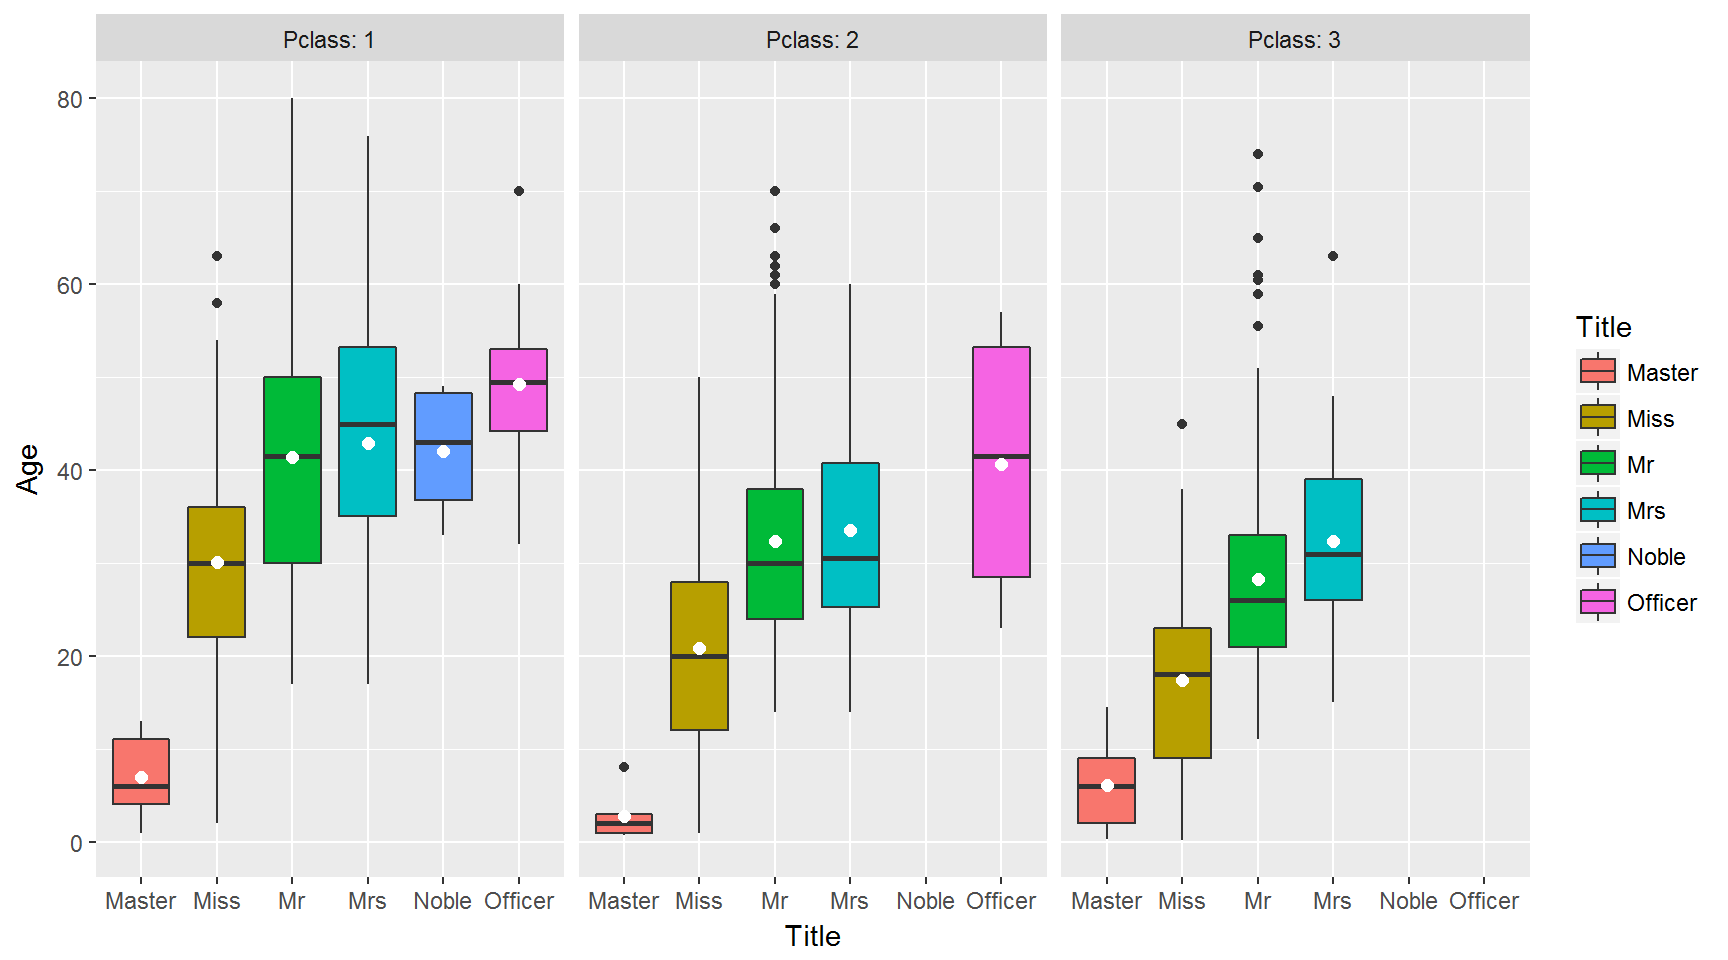 Pclass: 1
Pclass: 2
Pclass: 3
Age
80
60
40
20
0
Master Miss Mr Mrs Noble Officer
Master Miss Mr Mrs Noble Officer
Master Miss Mr Mrs Noble Officer
Title
Title
Master
Miss
Mr
Mrs
Noble
Officer